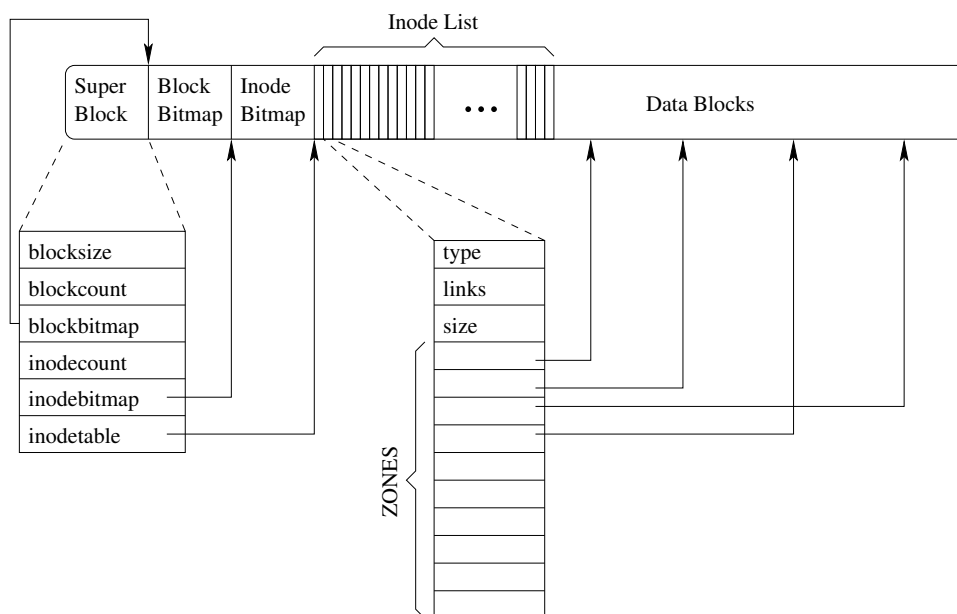 Inode List
Super
Block
Block
Bitmap
Inode
Bitmap
...
Data Blocks
blocksize
blockcount
blockbitmap
inodecount
inodebitmap
inodetable
type
links
size
ZONES